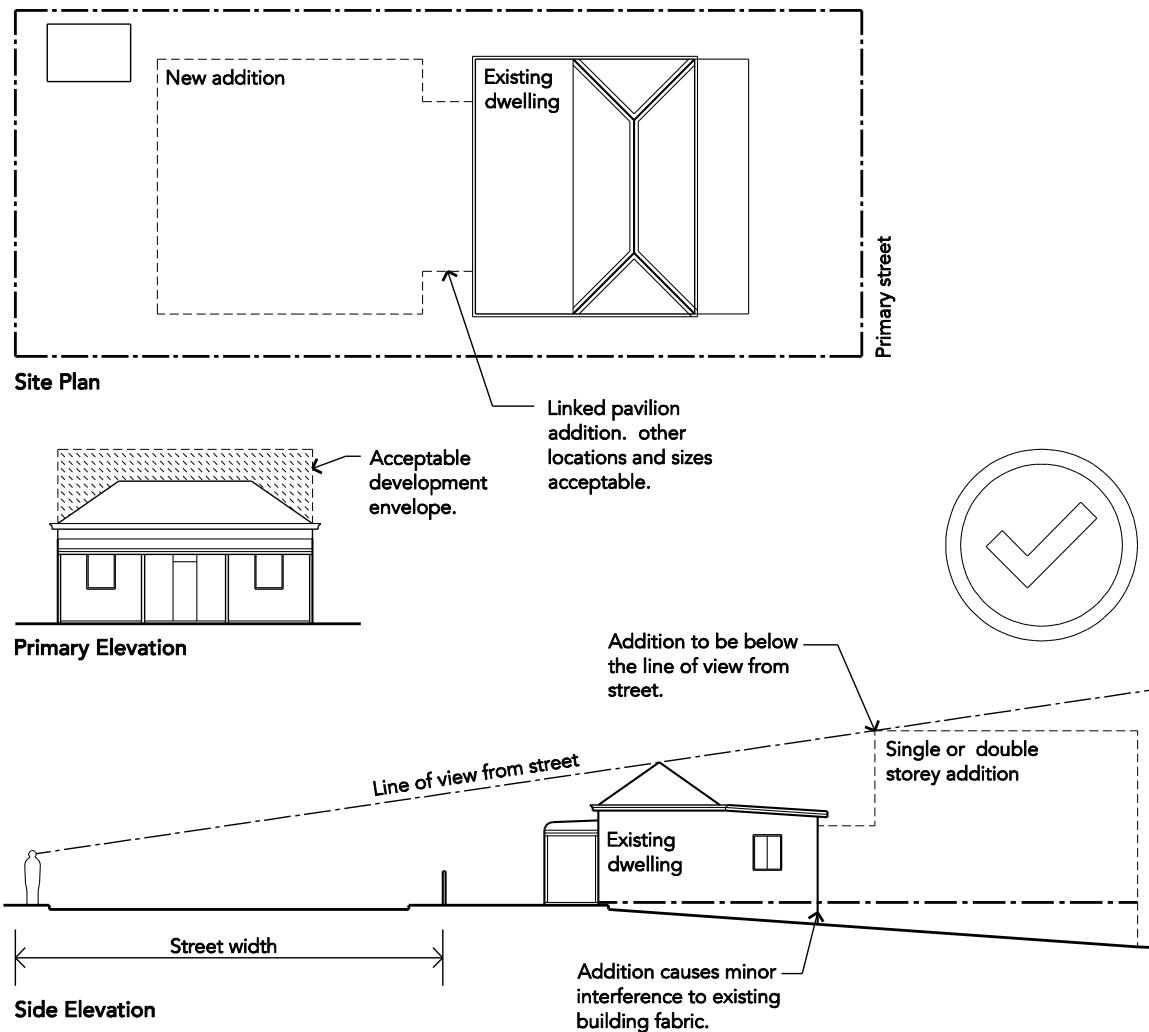 New addition
Existing
dwelling
Primary street
Site Plan
Linked pavilion
addition.  other
locations and sizes
acceptable.
Acceptable
development
envelope.
Primary Elevation
Addition to be below
the line of view from
street.
Line of view from street
Single or  double
storey addition
Existing
dwelling
Street width
Addition causes minor
interference to existing
building fabric.
Side Elevation